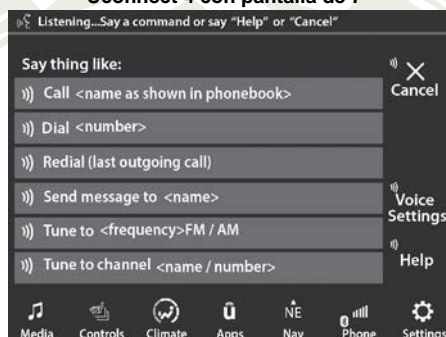 Uconnect 4 con pantalla de 7
Listening...Say a command or say “Help” or “Cancel”
Say thing like:
Cancel
Call <name as shown in phonebook>
Dial <number>
Redial (last outgoing call)
Send message to <name>
Voice
Settings
Tune to <frequency>FM / AM
Help
Tune to channel <name / number>
NE
Media Controls Climate Apps Nav Phone Settings